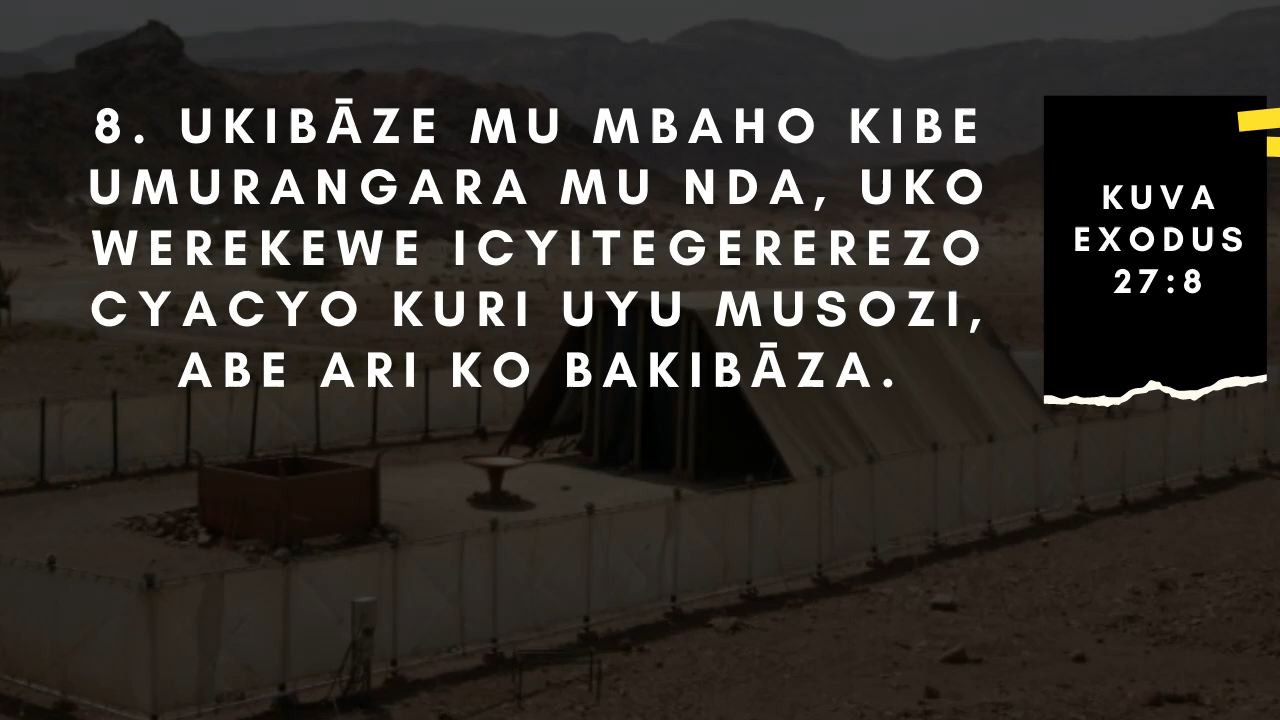 8. UKIBĀZE MU MBAHO KIBE
UMURANGARA MU NDA, UKO
WEREKEWE ICYITEGEREREZO
CYACYO KURI UYU MUSOZI,
ABE ARI KO BAKIBĀZA.
KUVA
EXODUS
27:8